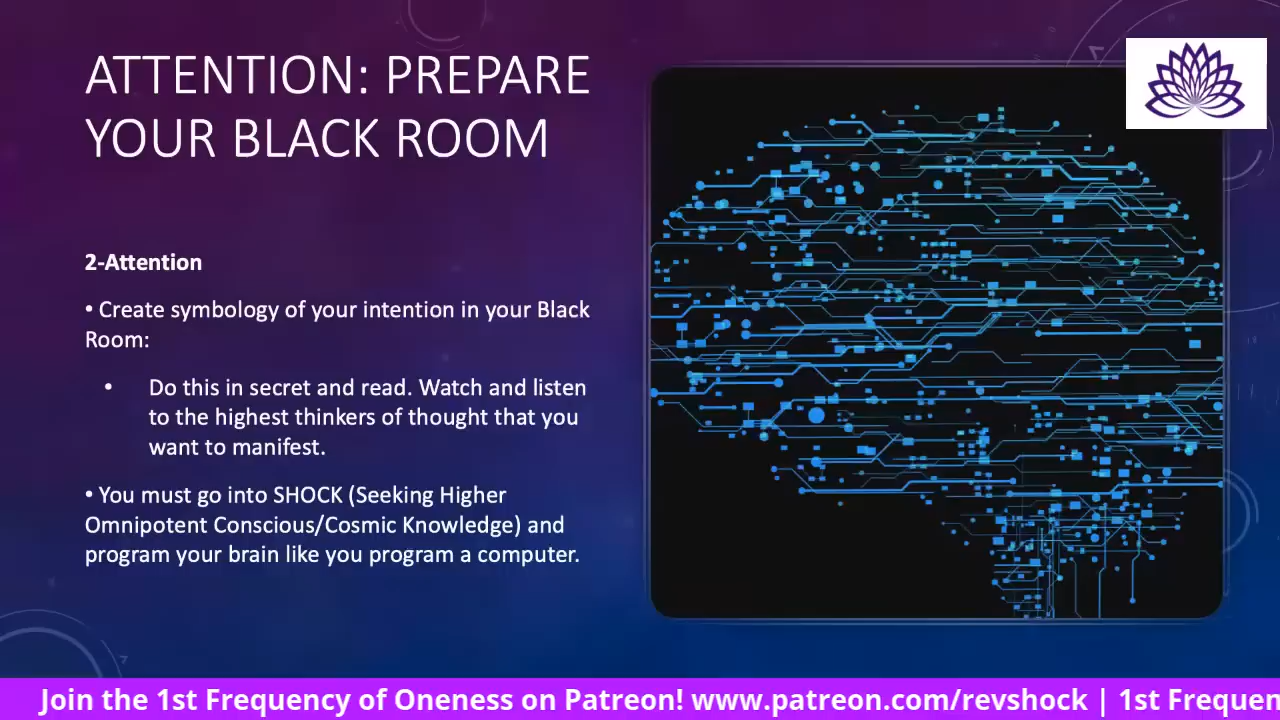 ATTENTION: PREPARE
YOUR BLACK ROOM
2-Attention
• Create symbology of your intention in your Black
Room:
• Do this in secret and read. Watch and listen
to the highest thinkers of thought that you
want to manifest.
• You must go into SHOCK (Seeking Higher
Omnipotent Conscious/Cosmic Knowledge) and
program your brain like you program a computer.
Join the 1st Frequency of Oneness on Patreon! www.patreon.com/revshock | 1st Frequen